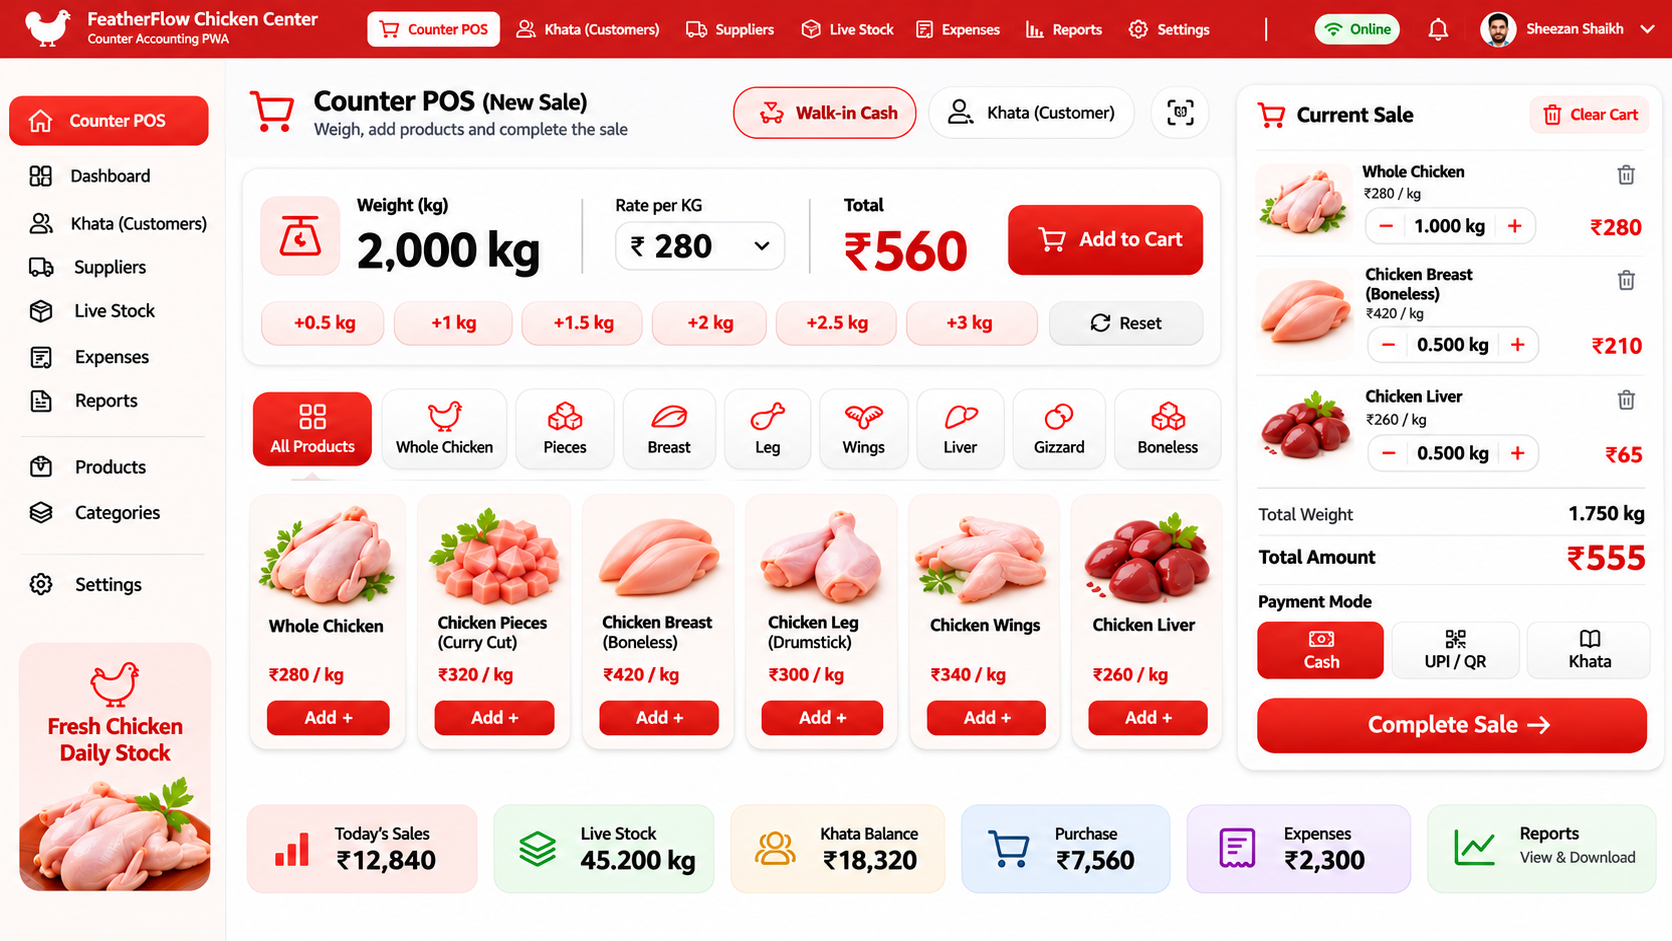 FeatherFlow Chicken Center
Counter Accounting PWA
Counter POS
Khata (Customers)
Suppliers
Live Stock
Expenses
Reports
Settings
Online
Sheezan Shaikh
Counter POS
Dashboard
Khata (Customers)
Suppliers
Live Stock
Expenses
Reports
Products
Categories
Settings
Fresh Chicken
Daily Stock
Counter POS (New Sale)
Weigh, add products and complete the sale
Walk-in Cash
Khata (Customer)
Weight (kg)
2,000 kg
Rate per KG
₹ 280
Total
₹560
Add to Cart
+0.5 kg
+1 kg
+1.5 kg
+2 kg
+2.5 kg
+3 kg
Reset
All Products
Whole Chicken
Pieces
Breast
Leg
Wings
Liver
Gizzard
Boneless
Whole Chicken
₹280 / kg
Add +
Chicken Pieces
(Curry Cut)
₹320 / kg
Add +
Chicken Breast
(Boneless)
₹420 / kg
Add +
Chicken Leg
(Drumstick)
₹300 / kg
Add +
Chicken Wings
₹340 / kg
Add +
Chicken Liver
₹260 / kg
Add +
Current Sale
Clear Cart
Whole Chicken
₹280 / kg
− 1.000 kg +
₹280
Chicken Breast
(Boneless)
₹420 / kg
− 0.500 kg +
₹210
Chicken Liver
₹260 / kg
− 0.500 kg +
₹65
Total Weight
1.750 kg
Total Amount
₹555
Payment Mode
Cash
UPI / QR
Khata
Complete Sale →
Today's Sales
₹12,840
Live Stock
45.200 kg
Khata Balance
₹18,320
Purchase
₹7,560
Expenses
₹2,300
Reports
View & Download